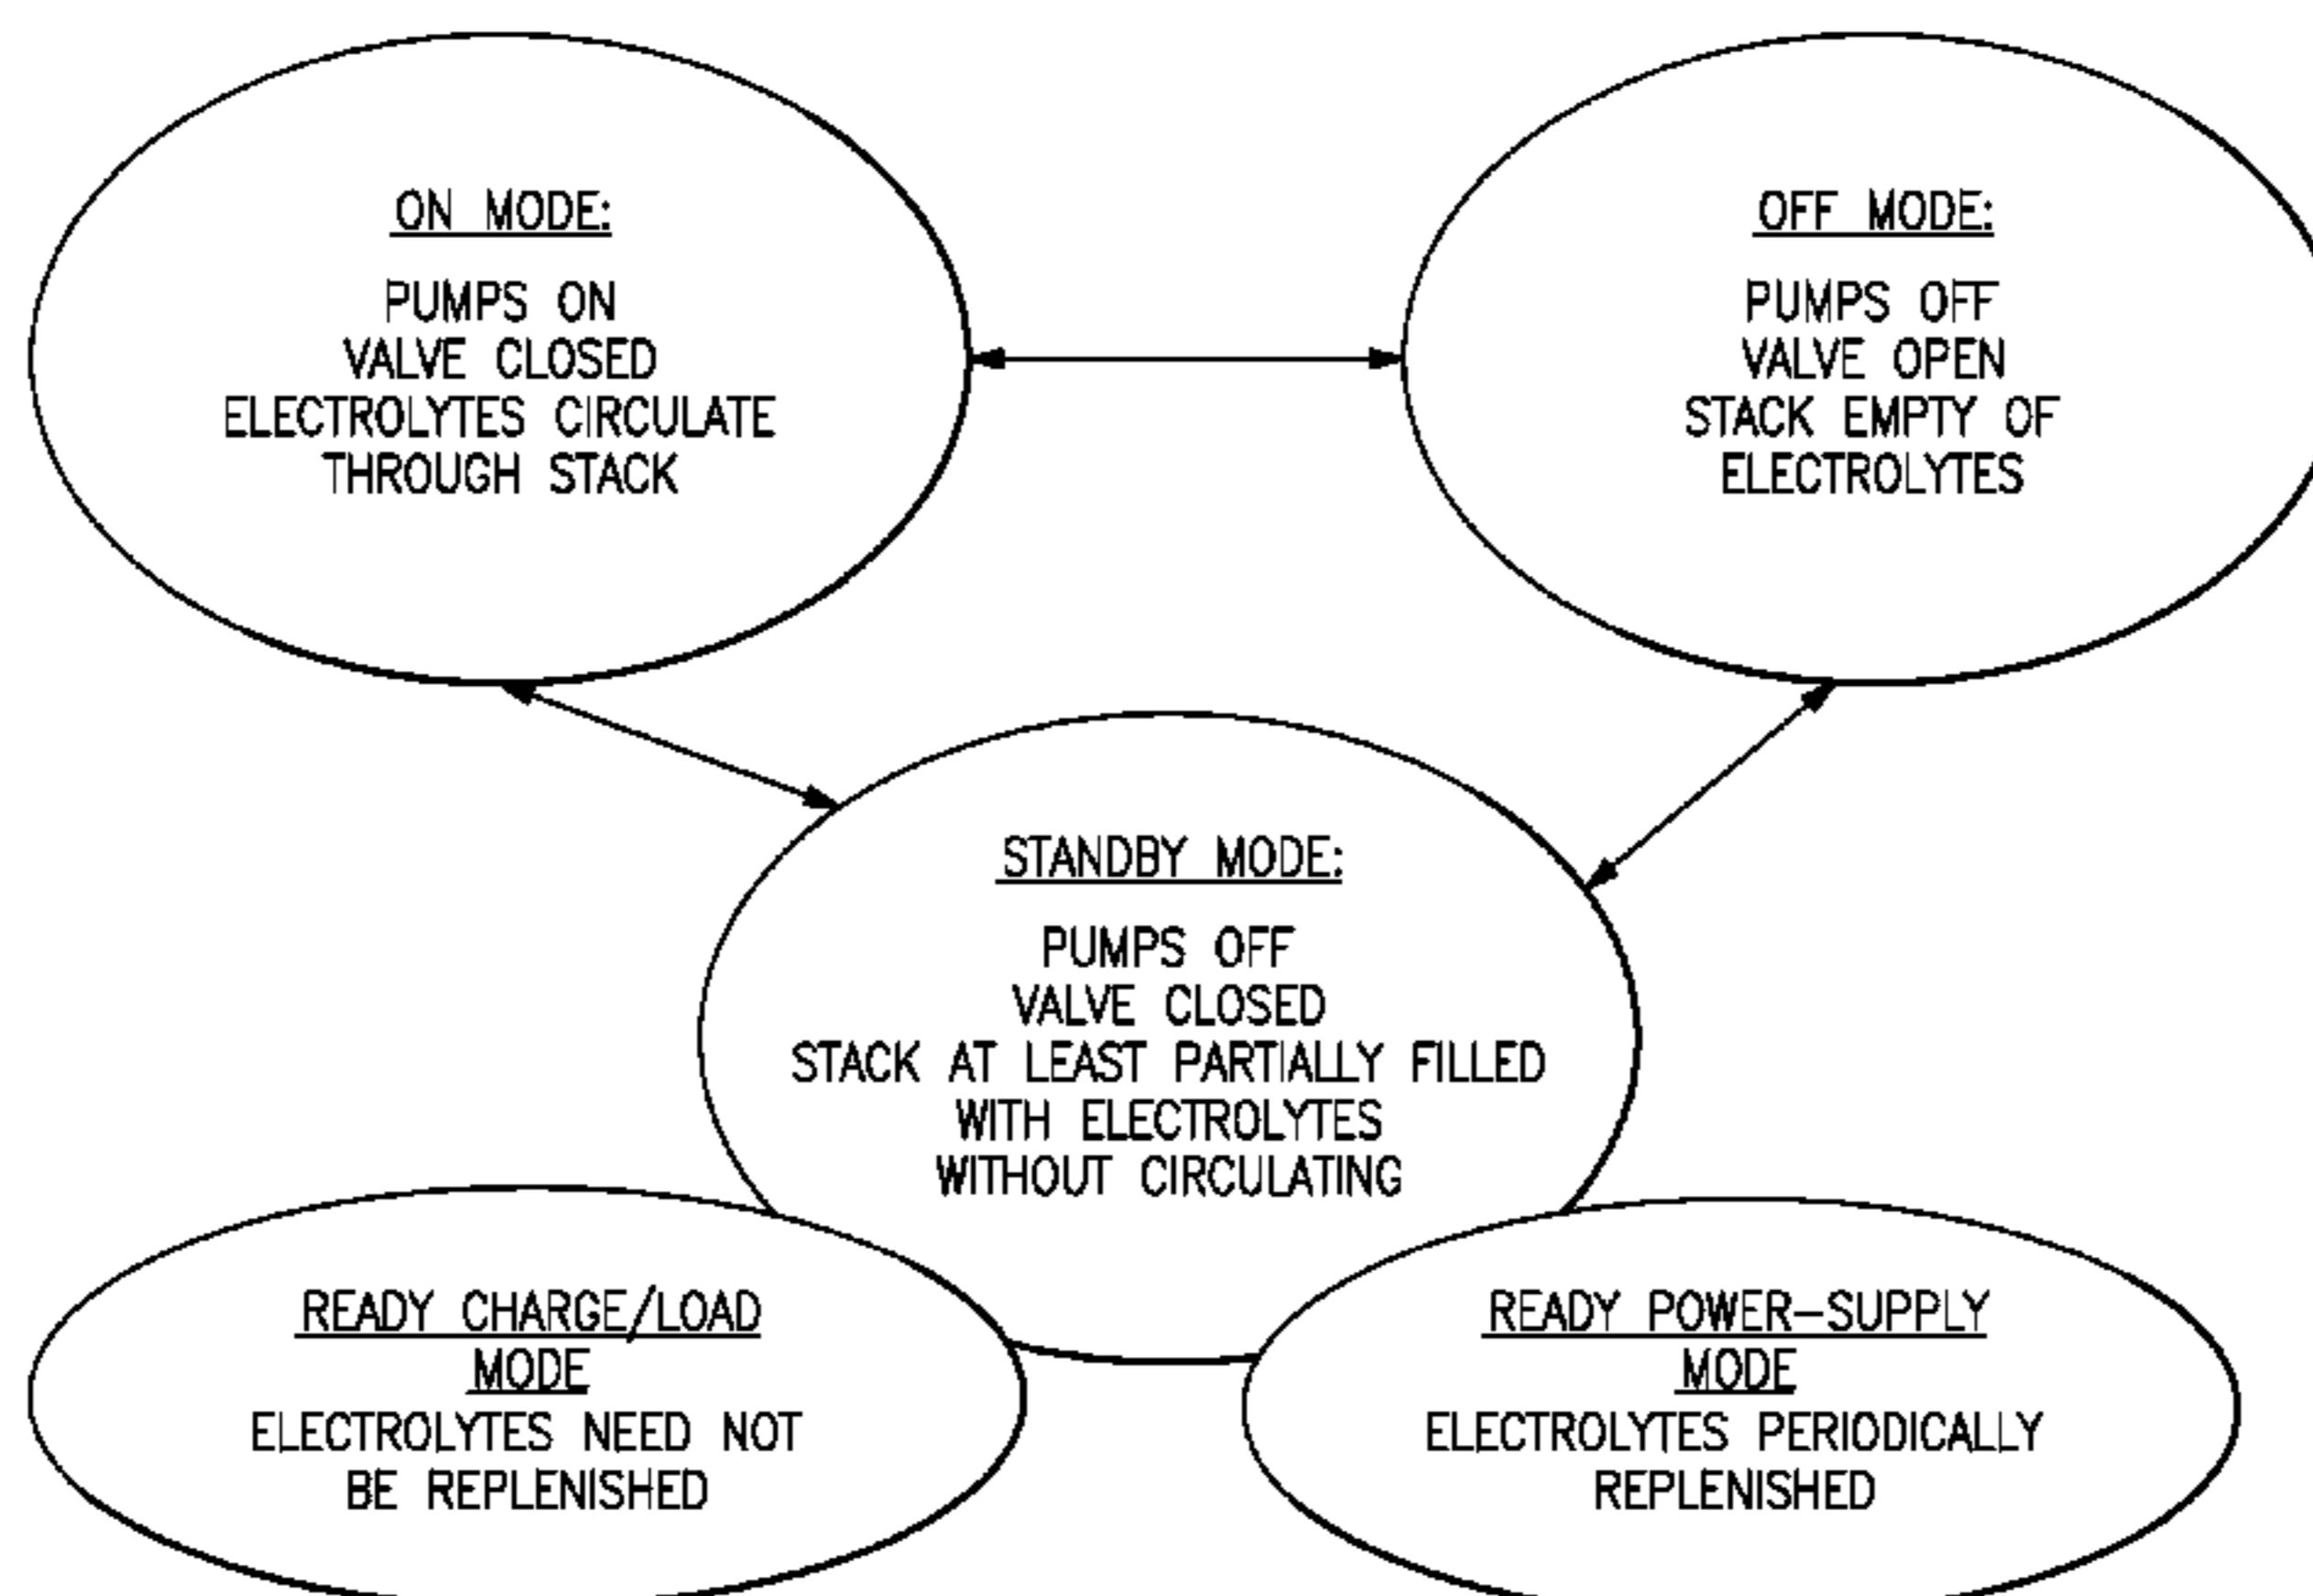 ON MODE:
PUMPS ON
VALVE CLOSED
ELECTROLYTES CIRCULATE
THROUGH STACK
OFF MODE:
PUMPS OFF
VALVE OPEN
STACK EMPTY OF
ELECTROLYTES
STANDBY MODE:
PUMPS OFF
VALVE CLOSED
STACK AT LEAST PARTIALLY FILLED
WITH ELECTROLYTES
WITHOUT CIRCULATING
READY CHARGE/LOAD
MODE
ELECTROLYTES NEED NOT
BE REPLENISHED
READY POWER-SUPPLY
MODE
ELECTROLYTES PERIODICALLY
REPLENISHED